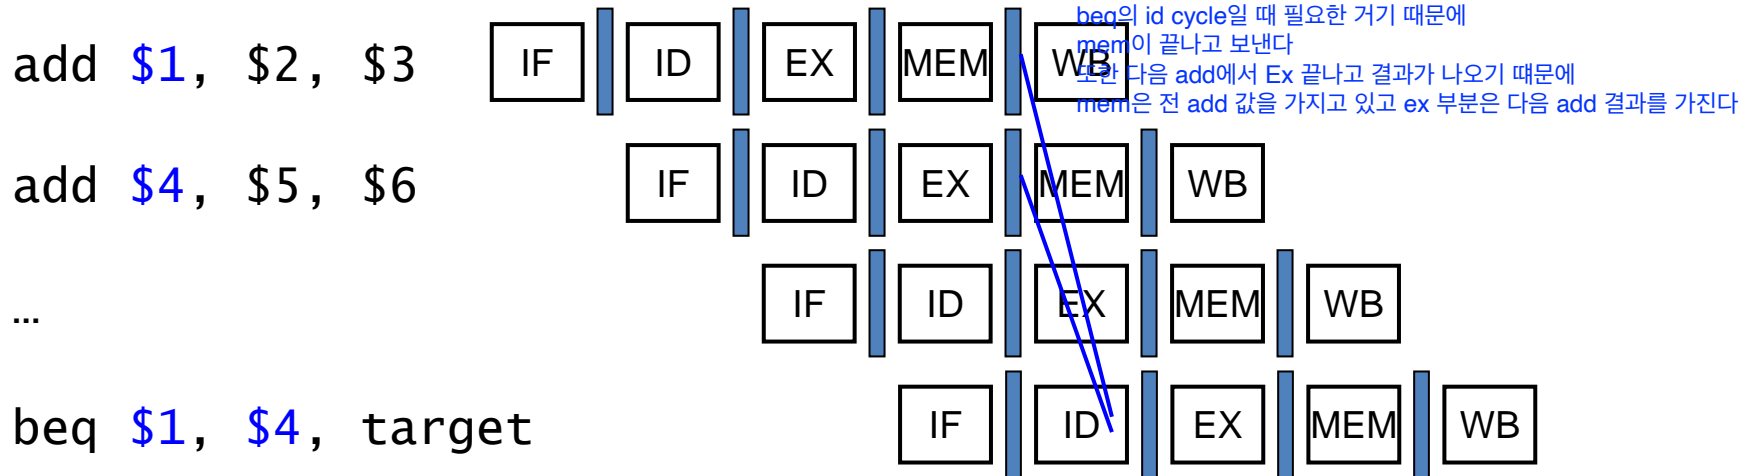 beq의 id cycle일 때 필요한 거기 때문에
add $1, $2, $3 IF ID EX MEM WB
mem이 끝나고 보낸다
또한 다음 add에서 Ex 끝나고 결과가 나오기 떄문에
mem은 전 add 값을 가지고 있고 ex 부분은 다음 add 결과를 가진다
add $4, $5, $6 IF ID EX MEM WB
… IF ID EX MEM WB
beq $1, $4, target IF ID EX MEM WB